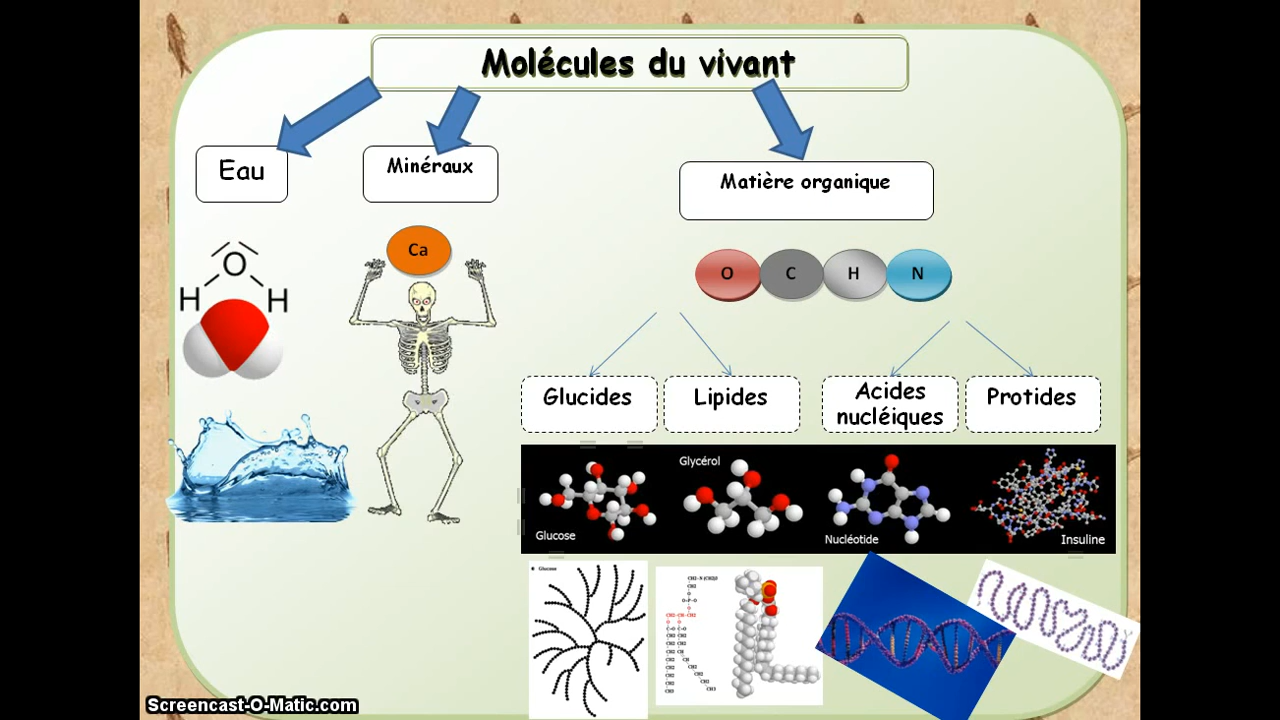 Molécules du vivant
Eau
Minéraux
Matière organique
O
H
H
Ca
O
C
H
N
Glucides
Lipides
Acides
nucléiques
Protides
Glucose
Glycérol
Nucléotide
Insuline
Glucose
Screencast-O-Matic.com